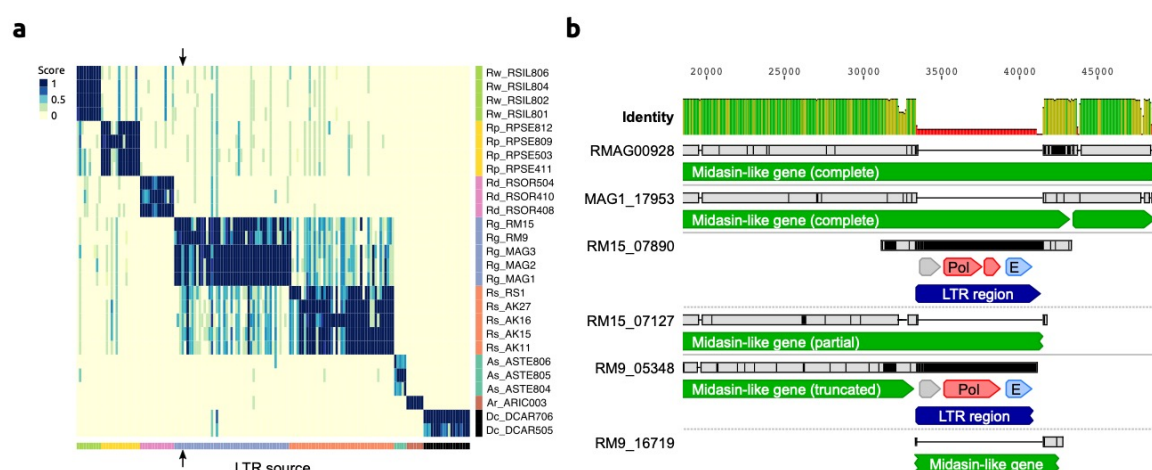 a
Score
1
0.5
0
Rw_RSIL806
Rw_RSIL804
Rw_RSIL802
Rw_RSIL801
Rp_RPSE812
Rp_RPSE809
Rp_RPSE503
Rp_RPSE411
Rd_RSOR504
Rd_RSOR410
Rd_RSOR408
Rg_RM15
Rg_RM9
Rg_MAG3
Rg_MAG2
Rg_MAG1
Rs_RS1
Rs_AK27
Rs_AK16
Rs_AK15
Rs_AK11
As_ASTE806
As_ASTE805
As_ASTE804
Ar_ARIC003
Dc_DCAR706
Dc_DCAR505
LTR source
b
20000 25000 30000 35000 40000 45000
Identity
RMAG00928
Midasin-like gene (complete)
MAG1_17953
Midasin-like gene (complete)
RM15_07890
Pol E
LTR region
RM15_07127
Midasin-like gene (partial)
RM9_05348
Midasin-like gene (truncated) Pol E
LTR region
RM9_16719
Midasin-like gene